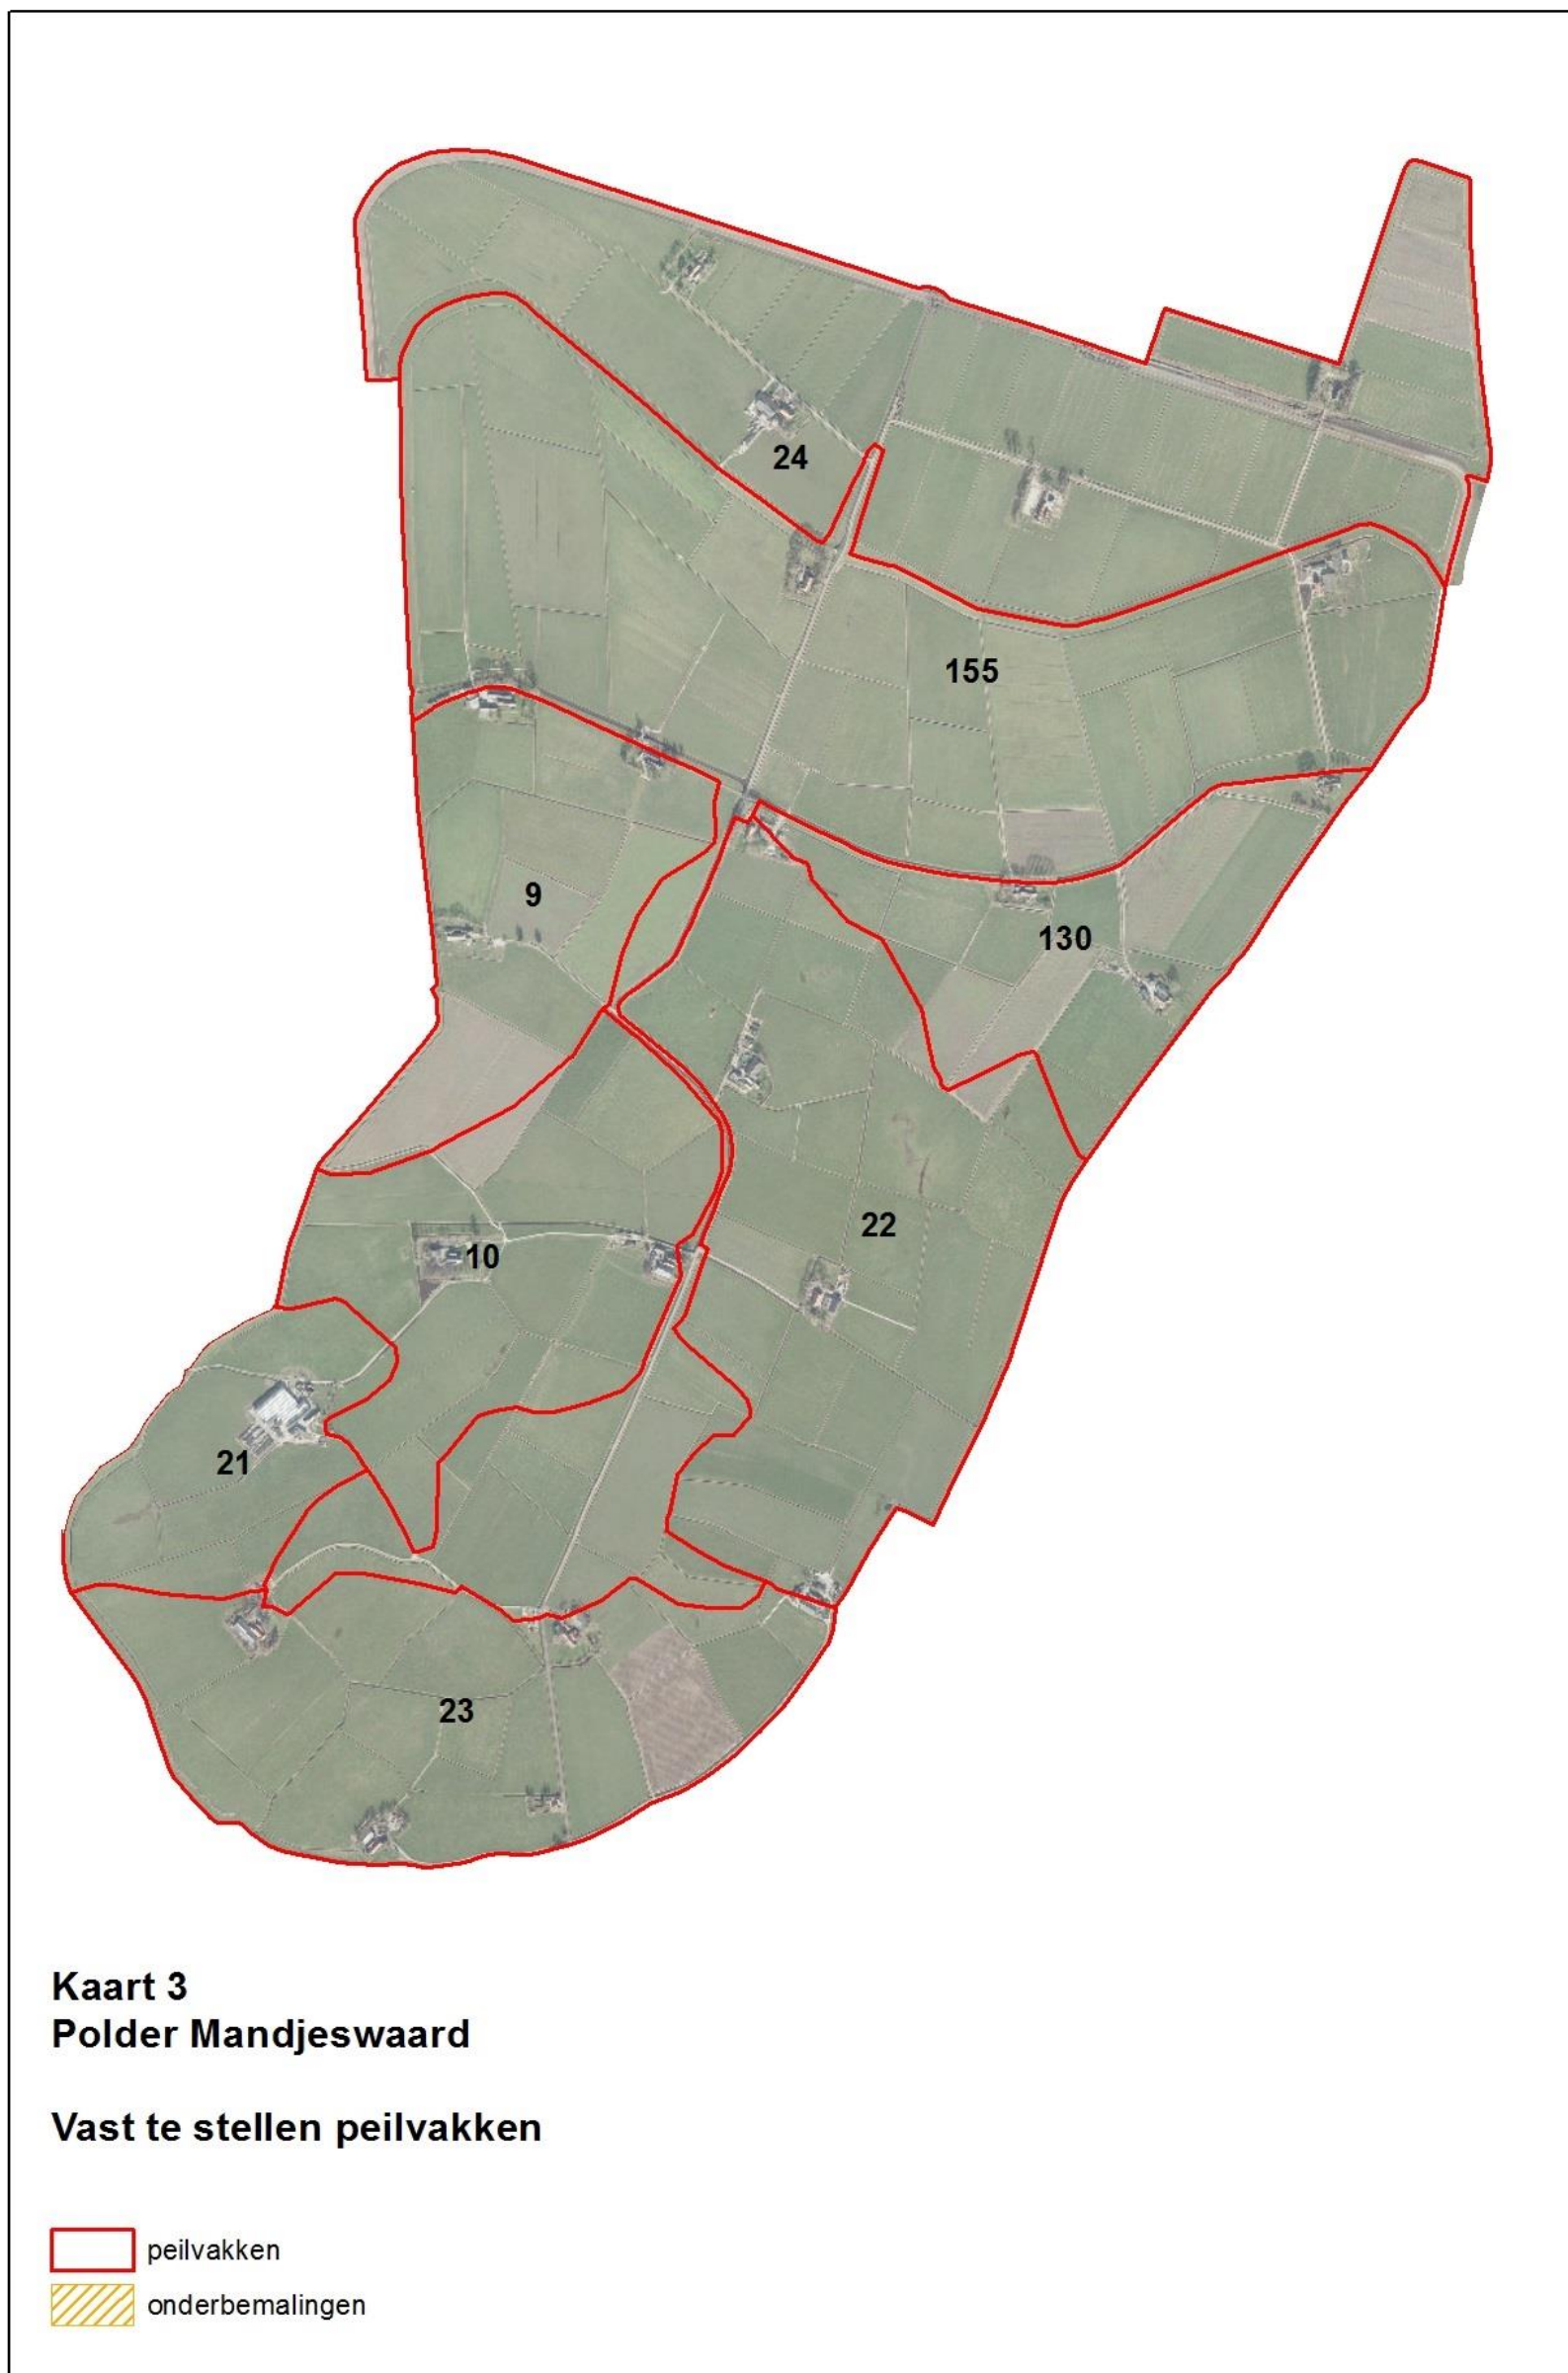 24
155
9
130
22
10
21
23
Kaart 3
Polder Mandjeswaard
Vast te stellen peilvakken
peilvakken
onderbemalingen